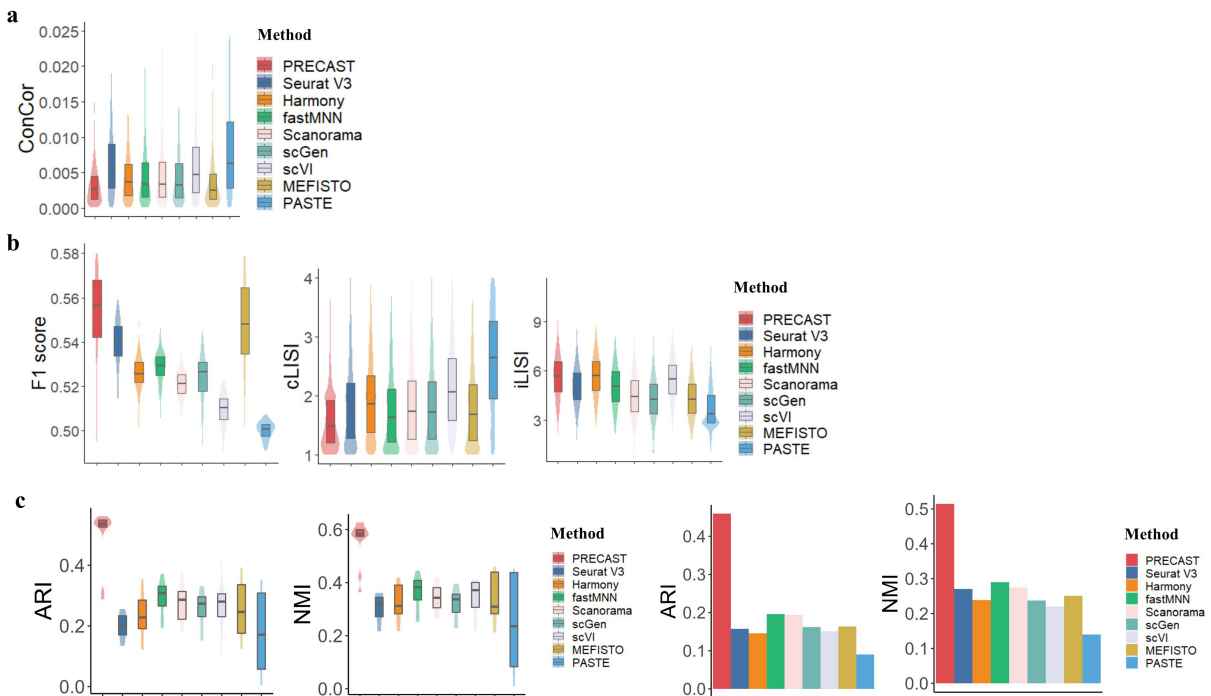 a
Method
ConCor
0.025
0.020
0.015
0.010
0.005
0.000
PRECAST
Seurat V3
Harmony
fastMNN
Scanorama
scGen
scVI
MEFISTO
PASTE
b
F1 score
0.58
0.56
0.54
0.52
0.50
cLISI
4
3
2
1
iLISI
9
6
3
Method
PRECAST
Seurat V3
Harmony
fastMNN
Scanorama
scGen
scVI
MEFISTO
PASTE
c
ARI
0.4
0.2
0.0
NMI
0.6
0.4
0.2
0.0
Method
PRECAST
Seurat V3
Harmony
fastMNN
Scanorama
scGen
scVI
MEFISTO
PASTE
ARI
0.4
0.3
0.2
0.1
0.0
NMI
0.5
0.4
0.3
0.2
0.1
0.0
Method
PRECAST
Seurat V3
Harmony
fastMNN
Scanorama
scGen
scVI
MEFISTO
PASTE